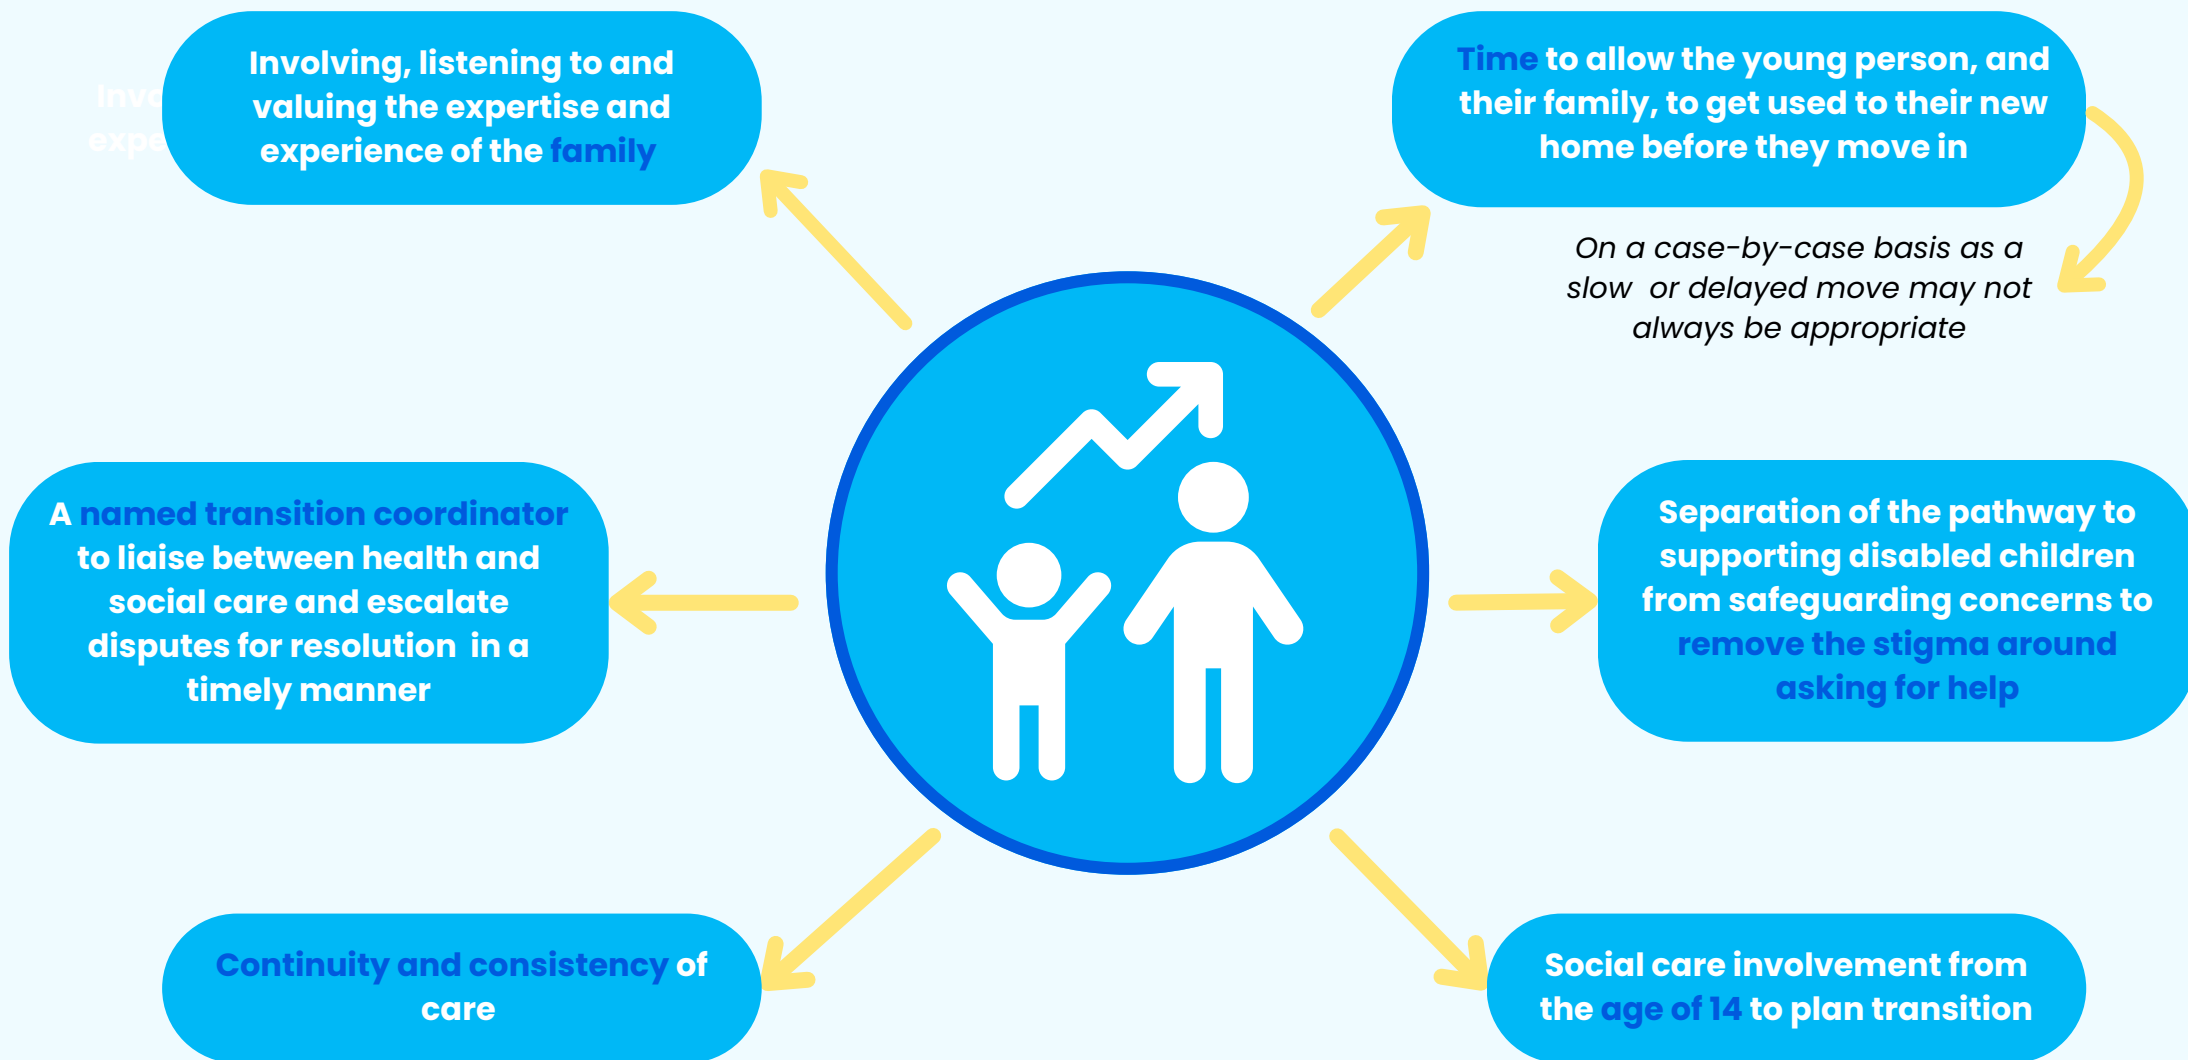 Involving, listening to and
valuing the expertise and
experience of the family
Time to allow the young person, and
their family, to get used to their new
home before they move in
On a case-by-case basis as a
slow  or delayed move may not
always be appropriate
A named transition coordinator
to liaise between health and
social care and escalate
disputes for resolution  in a
timely manner
Separation of the pathway to
supporting disabled children
from safeguarding concerns to
remove the stigma around
asking for help
Continuity and consistency of
care
Social care involvement from
the age of 14 to plan transition